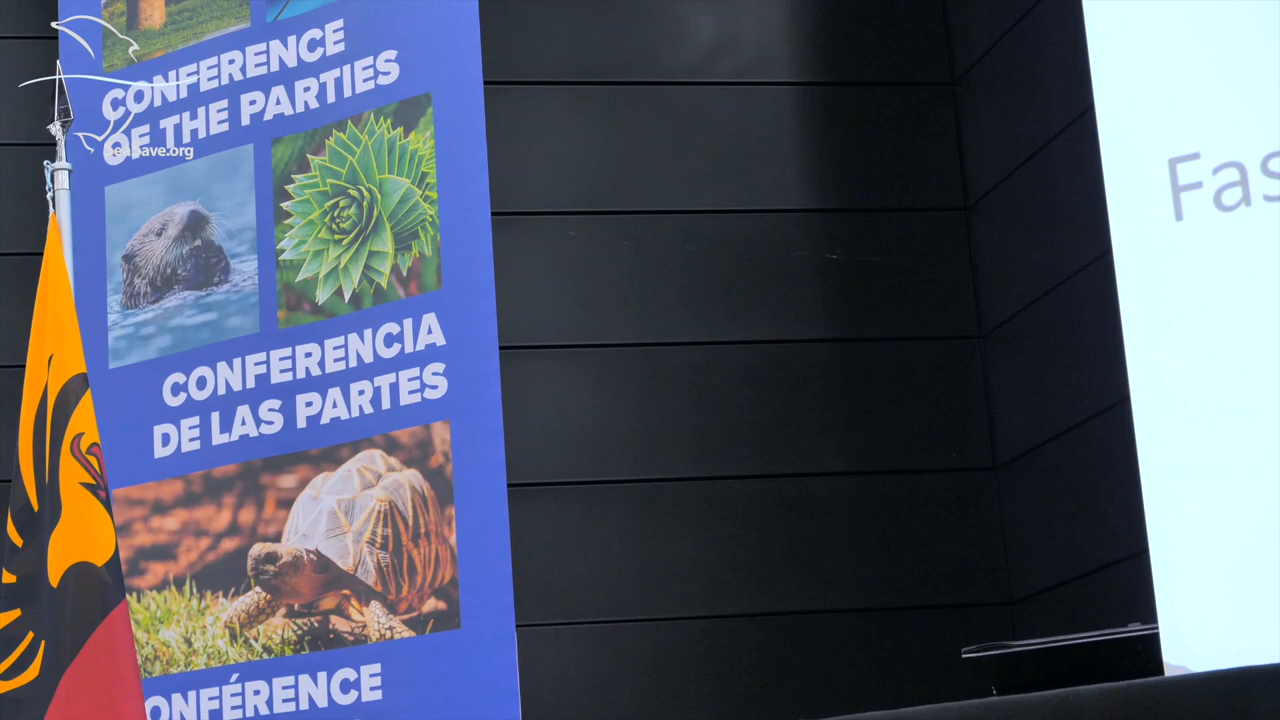 CONFERENCE
OF THE PARTIES
CONFERENCIA
DE LAS PARTES
ONFÉRENCE
Fas